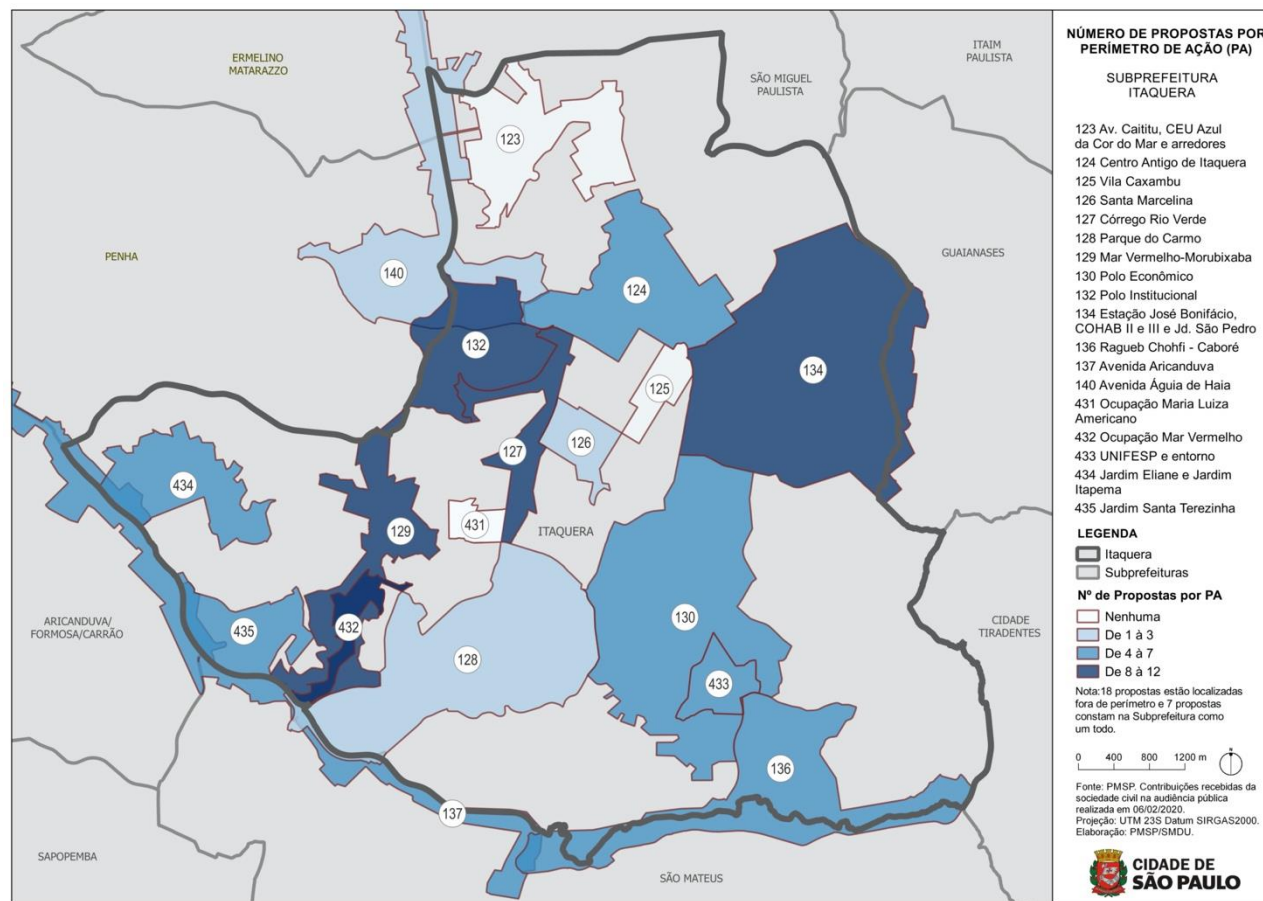 ERMELINO
MATARAZZO
SÃO MIGUEL
PAULISTA
ITAIM
PAULISTA
PENHA
GUAIANASES
ITAQUERA
ARICANDUVA/
FORMOSA/CARRÃO
CIDADE
TIRADENTES
SAPOPEMBA
SÃO MATEUS
123
140
124
132
134
125
127
126
434
129
431
432
435
128
130
433
136
137
NÚMERO DE PROPOSTAS POR
PERÍMETRO DE AÇÃO (PA)
SUBPREFEITURA
ITAQUERA
123 Av. Caititu, CEU Azul
da Cor do Mar e arredores
124 Centro Antigo de Itaquera
125 Vila Caxambu
126 Santa Marcelina
127 Córrego Rio Verde
128 Parque do Carmo
129 Mar Vermelho-Morubixaba
130 Polo Econômico
132 Polo Institucional
134 Estação José Bonifácio,
COHAB II e III e Jd. São Pedro
136 Ragueb Chohfi - Caboré
137 Avenida Aricanduva
140 Avenida Águia de Haia
431 Ocupação Maria Luiza
Americano
432 Ocupação Mar Vermelho
433 UNIFESP e entorno
434 Jardim Eliane e Jardim
Itapema
435 Jardim Santa Terezinha
LEGENDA
Itaquera
Subprefeituras
Nº de Propostas por PA
Nenhuma
De 1 à 3
De 4 à 7
De 8 à 12
Nota:18 propostas estão localizadas
fora de perímetro e 7 propostas
constam na Subprefeitura como
um todo.
0 400 800 1200 m
N
Fonte: PMSP. Contribuições recebidas da
sociedade civil na audiência pública
realizada em 06/02/2020.
Projeção: UTM 23S Datum SIRGAS2000.
Elaboração: PMSP/SMDU.
CIDADE DE
SÃO PAULO